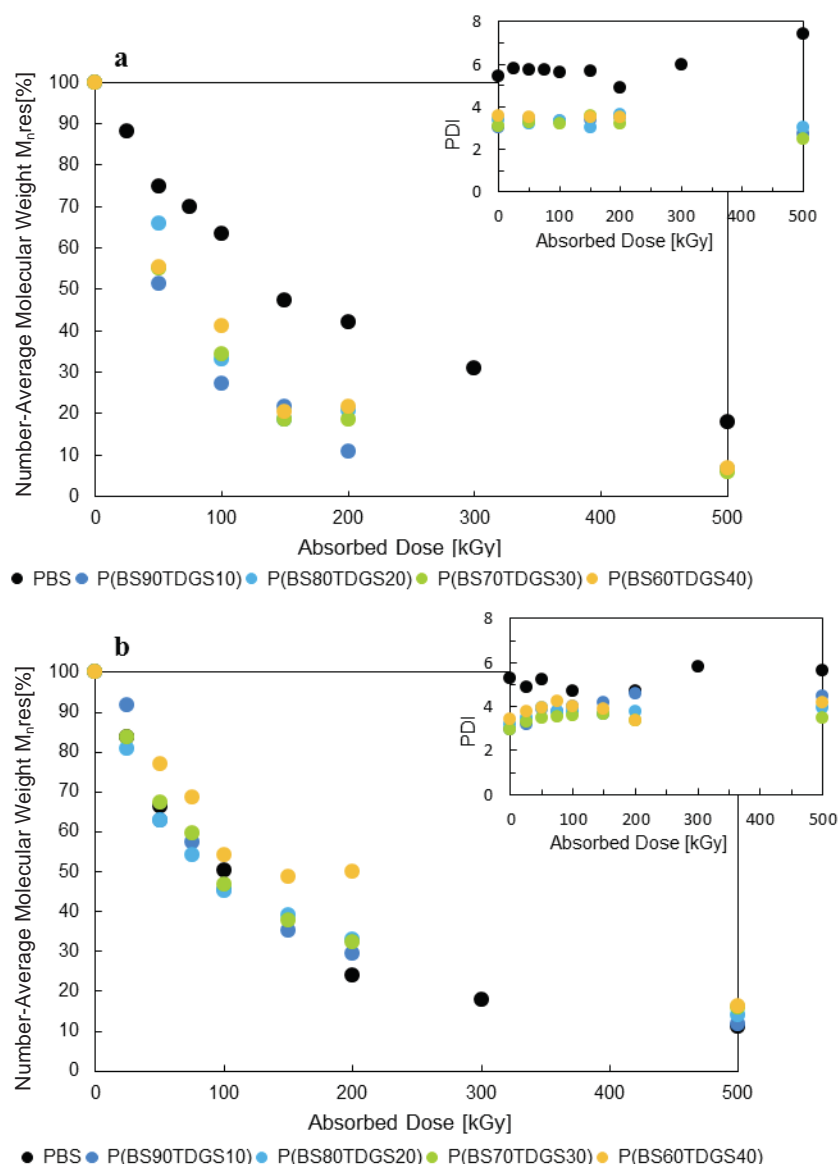 a
100
90
80
70
60
50
40
30
20
10
0
Number-Average Molecular Weight Mnres[%]
0 100 200 300 400 500
Absorbed Dose [kGy]
8
6
4
2
0
PDI
0 100 200 300 400 500
Absorbed Dose [kGy]
PBS P(BS90TDGS10) P(BS80TDGS20) P(BS70TDGS30) P(BS60TDGS40)
b
100
90
80
70
60
50
40
30
20
10
0
Number-Average Molecular Weight Mnres[%]
0 100 200 300 400 500
Absorbed Dose [kGy]
8
6
4
2
0
PDI
0 100 200 300 400 500
Absorbed Dose [kGy]
PBS P(BS90TDGS10) P(BS80TDGS20) P(BS70TDGS30) P(BS60TDGS40)